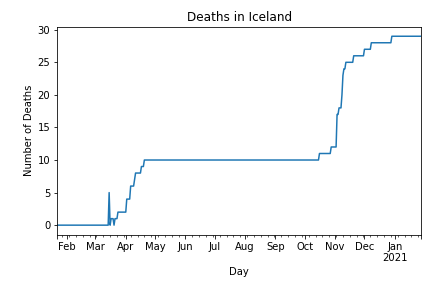 Deaths in Iceland
Number of Deaths
30
25
20
15
10
5
0
Feb Mar Apr May Jun Jul Aug Sep Oct Nov Dec Jan
2021
Day